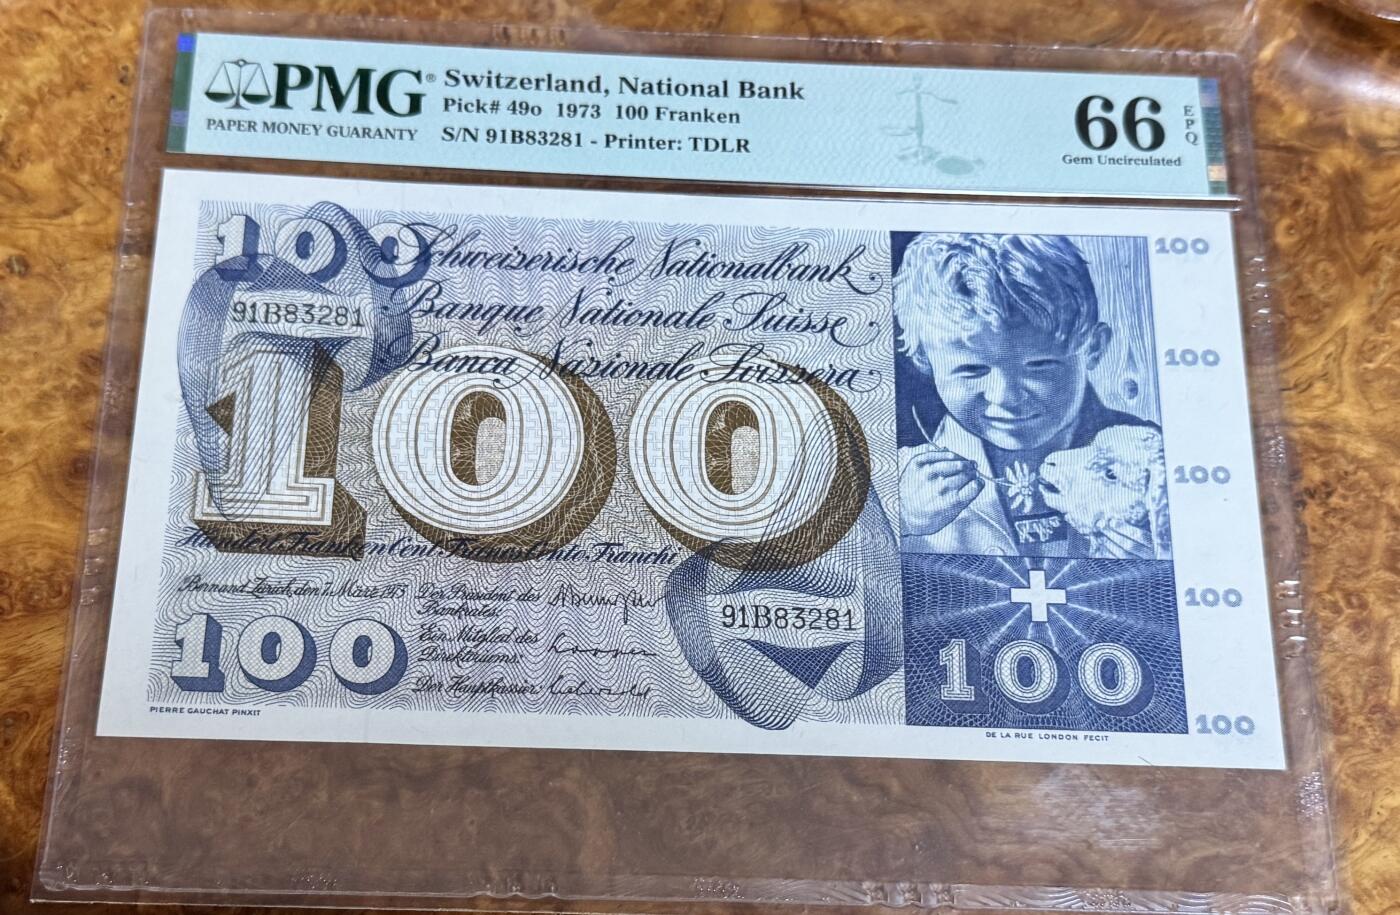 PMG®
PAPER MONEY GUARANTY
Switzerland, National Bank
Pick# 49o 1973 100 Franken
S/N 91B83281 - Printer: TDLR
66
EPQ
Gem Uncirculated
100
Schweizerische Nationalbank
Banque Nationale Suisse
Banca Nazionale Svizzera
91B83281
100
Hundert Franken Cent Francs Cento Franchi
Bern und Zürich, den 7. März 1973
Der Präsident des
Bankrates:
Ein Mitglied des
Direktoriums:
Der Hauptkassier:
100
91B83281
PIERRE GAUCHAT PINXIT
100
100
100
100
100
100
DE LA RUE LONDON FECIT